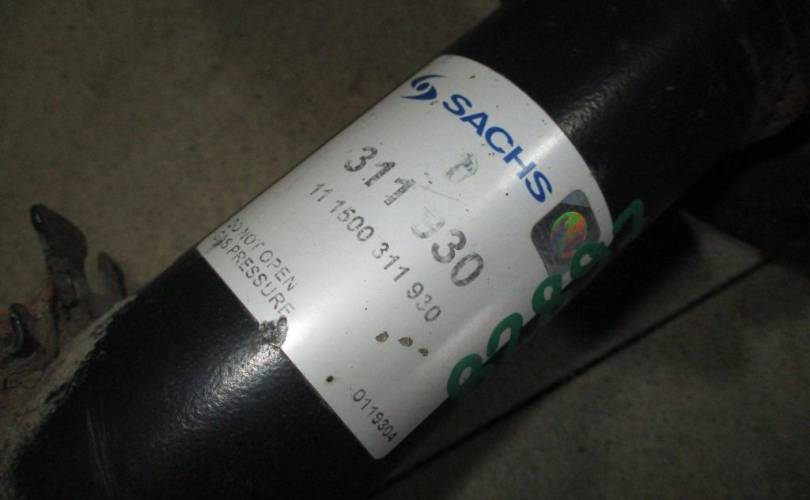 SACHS
311 930
11 1500 311 930
DO NOT OPEN
GAS PRESSURE
0119304